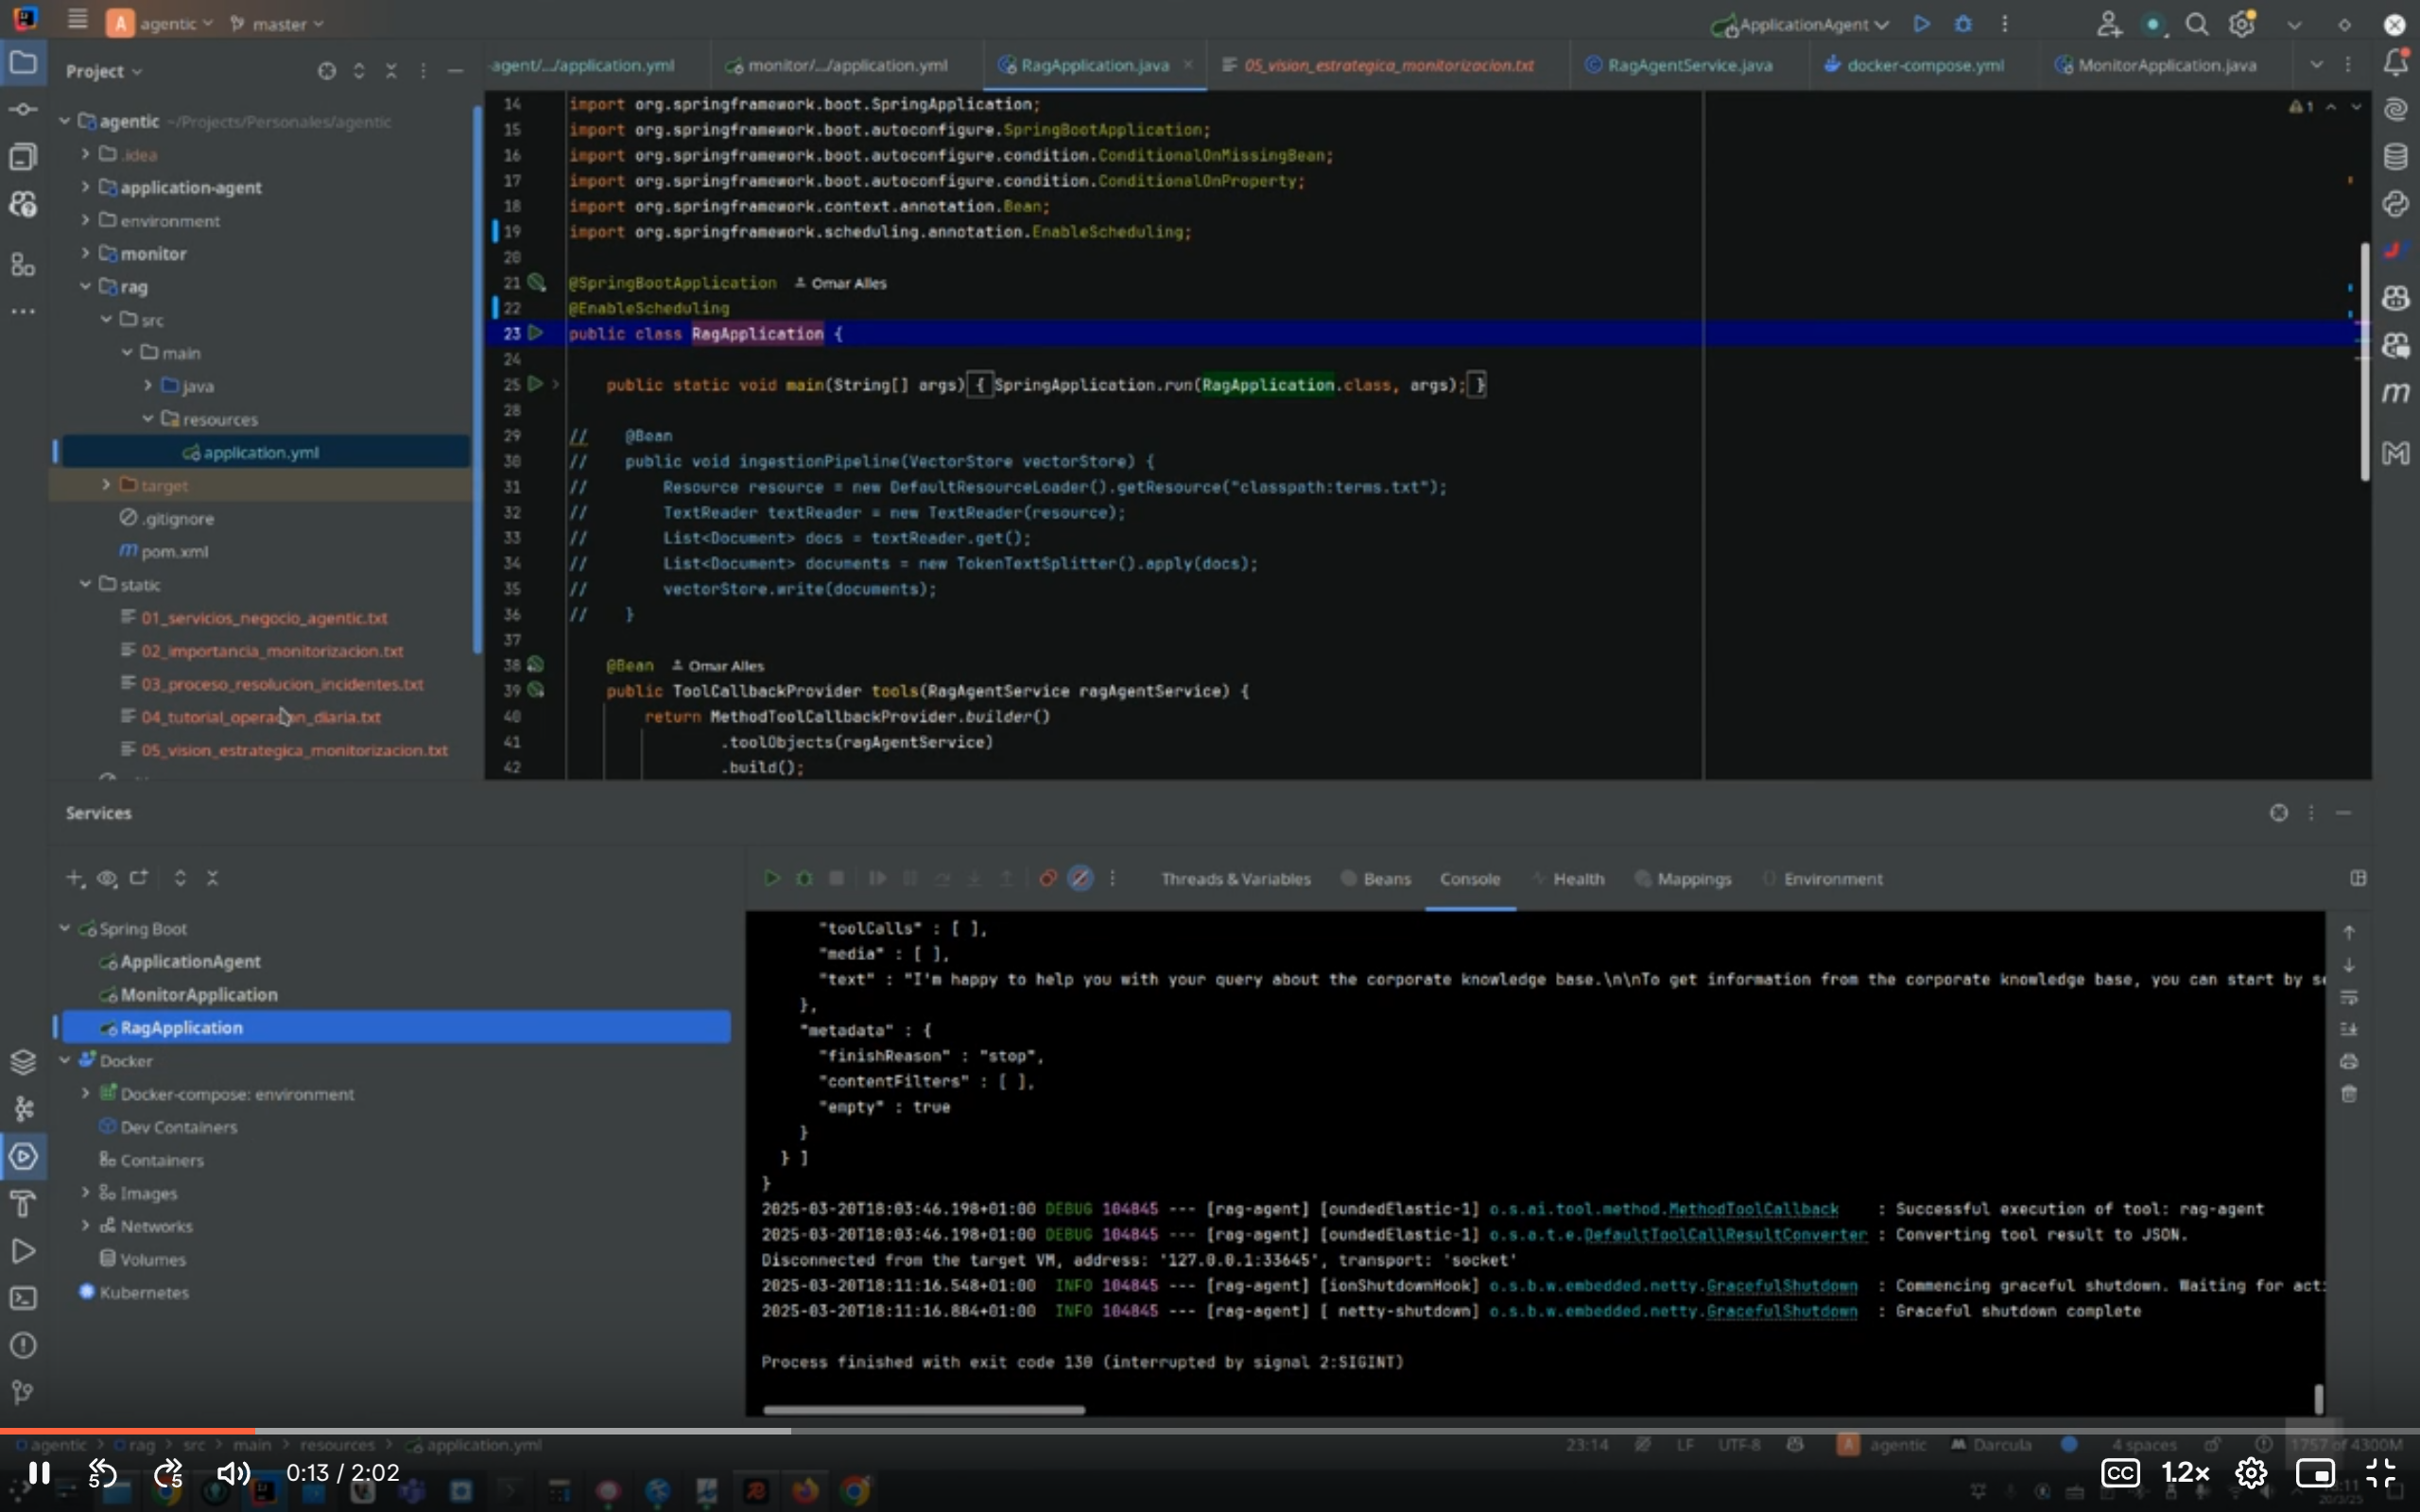 agentic
master
ApplicationAgent
Project
-agent/.../application.yml
monitor/.../application.yml
RagApplication.java
05_vision_estrategica_monitorizacion.txt
RagAgentService.java
docker-compose.yml
MonitorApplication.java
agentic ~/Projects/Personales/agentic
.idea
application-agent
environment
monitor
rag
src
main
java
resources
application.yml
target
.gitignore
pom.xml
static
01_servicios_negocio_agentic.txt
02_importancia_monitorizacion.txt
03_proceso_resolucion_incidentes.txt
04_tutorial_operacion_diaria.txt
05_vision_estrategica_monitorizacion.txt
1
14 import org.springframework.boot.SpringApplication;
15 import org.springframework.boot.autoconfigure.SpringBootApplication;
16 import org.springframework.boot.autoconfigure.condition.ConditionalOnMissingBean;
17 import org.springframework.boot.autoconfigure.condition.ConditionalOnProperty;
18 import org.springframework.context.annotation.Bean;
19 import org.springframework.scheduling.annotation.EnableScheduling;
20
21 @SpringBootApplication Omar Alles
22 @EnableScheduling
23 public class RagApplication {
24
25 public static void main(String[] args) { SpringApplication.run(RagApplication.class, args); }
28
29 // @Bean
30 // public void ingestionPipeline(VectorStore vectorStore) {
31 // Resource resource = new DefaultResourceLoader().getResource("classpath:terms.txt");
32 // TextReader textReader = new TextReader(resource);
33 // List<Document> docs = textReader.get();
34 // List<Document> documents = new TokenTextSplitter().apply(docs);
35 // vectorStore.write(documents);
36 // }
37
38 @Bean Omar Alles
39 public ToolCallbackProvider tools(RagAgentService ragAgentService) {
40 return MethodToolCallbackProvider.builder()
41 .toolObjects(ragAgentService)
42 .build();
Services
Threads & Variables Beans Console Health Mappings Environment
Spring Boot
ApplicationAgent
MonitorApplication
RagApplication
Docker
Docker-compose: environment
Dev Containers
Containers
Images
Networks
Volumes
Kubernetes
"toolCalls" : [ ],
"media" : [ ],
"text" : "I'm happy to help you with your query about the corporate knowledge base.\n\nTo get information from the corporate knowledge base, you can start by se
},
"metadata" : {
"finishReason" : "stop",
"contentFilters" : [ ],
"empty" : true
}
} ]
}
2025-03-20T18:03:46.198+01:00 DEBUG 104845 --- [rag-agent] [oundedElastic-1] o.s.ai.tool.method.MethodToolCallback : Successful execution of tool: rag-agent
2025-03-20T18:03:46.198+01:00 DEBUG 104845 --- [rag-agent] [oundedElastic-1] o.s.a.t.e.DefaultToolCallResultConverter : Converting tool result to JSON.
Disconnected from the target VM, address: '127.0.0.1:33645', transport: 'socket'
2025-03-20T18:11:16.548+01:00 INFO 104845 --- [rag-agent] [ionShutdownHook] o.s.b.w.embedded.netty.GracefulShutdown : Commencing graceful shutdown. Waiting for acti
2025-03-20T18:11:16.884+01:00 INFO 104845 --- [rag-agent] [ netty-shutdown] o.s.b.w.embedded.netty.GracefulShutdown : Graceful shutdown complete
Process finished with exit code 130 (interrupted by signal 2:SIGINT)
agentic > rag > src > main > resources > application.yml
23:14 LF UTF-8 agentic Darcula 4 spaces 1757 of 4300M
5 5 0:13 / 2:02
CC 1.2×